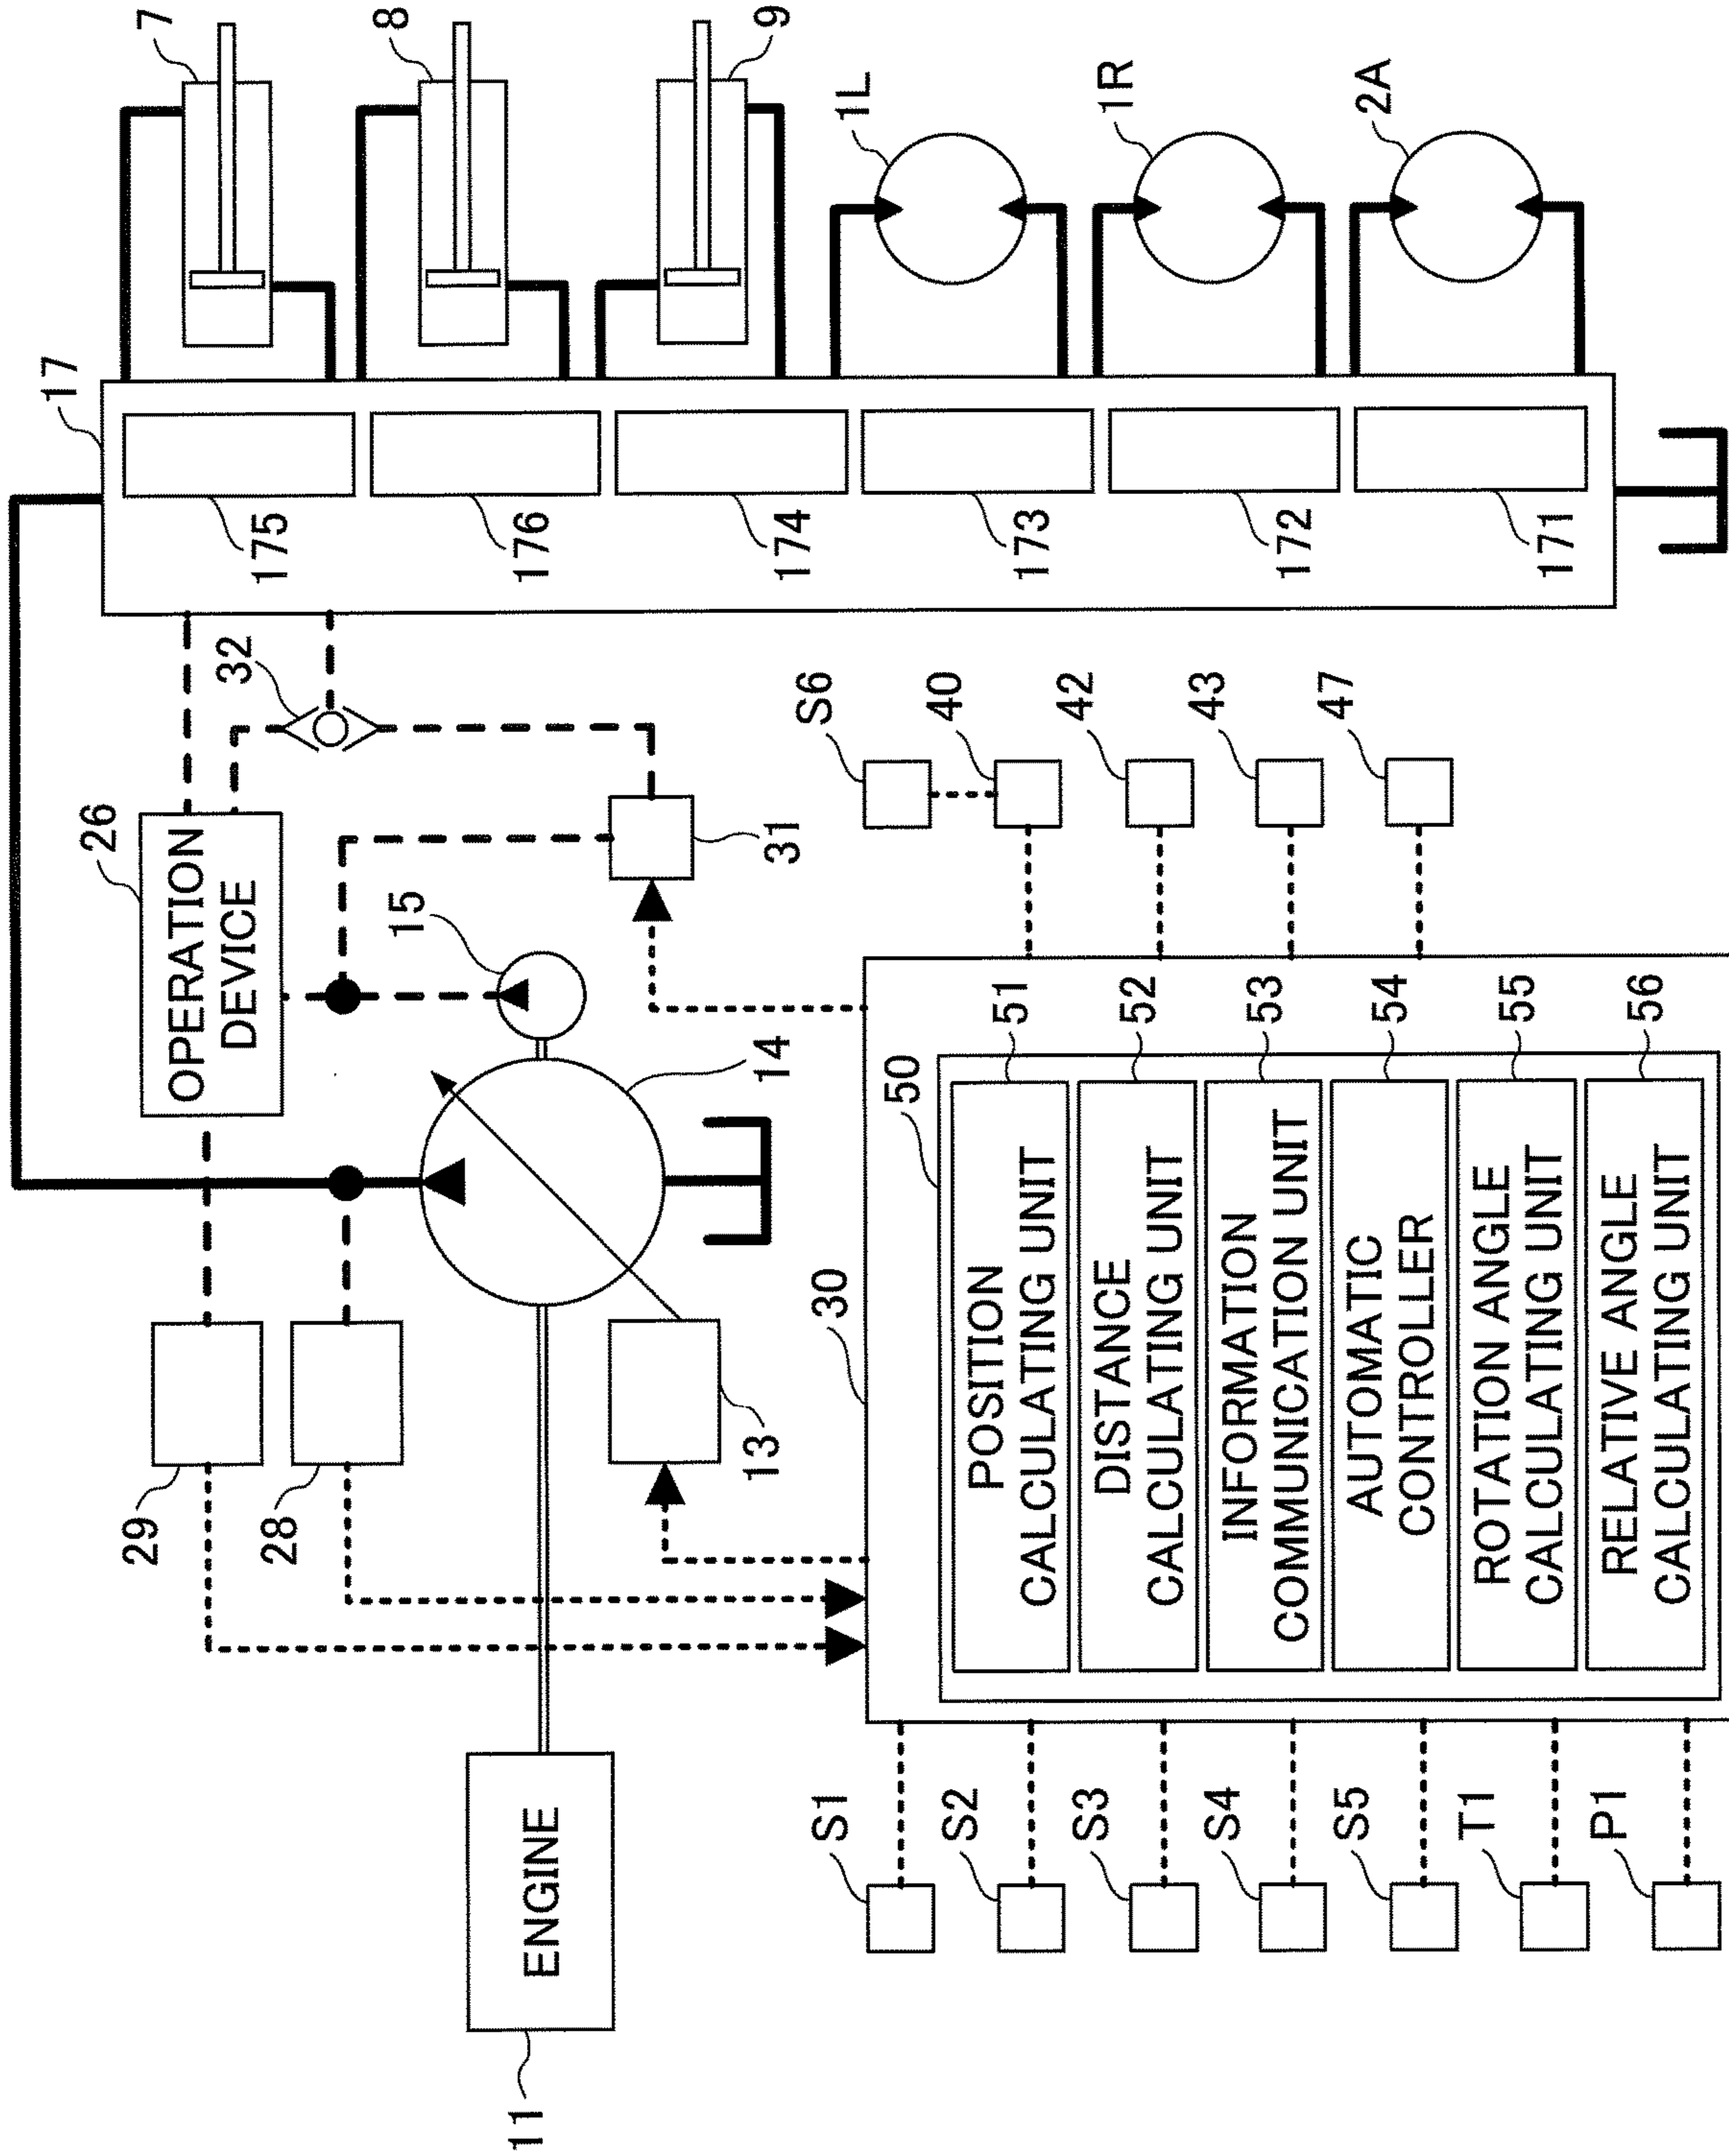 7
8
9
1L
1R
2A
17
175
176
174
173
172
171
32
26
OPERATION
DEVICE
15
14
31
S6
40
42
43
47
29
28
13
ENGINE
11
30
50
POSITION
CALCULATING UNIT
51
DISTANCE
CALCULATING UNIT
52
INFORMATION
COMMUNICATION UNIT
53
AUTOMATIC
CONTROLLER
54
ROTATION ANGLE
CALCULATING UNIT
55
RELATIVE ANGLE
CALCULATING UNIT
56
S1
S2
S3
S4
S5
T1
P1